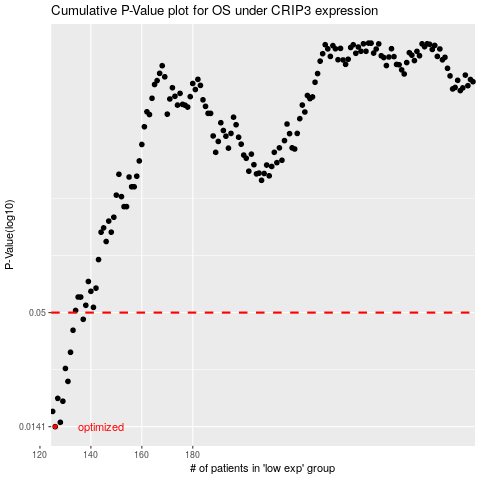 Cumulative P-Value plot for OS under CRIP3 expression
P-Value(log10)
0.05
0.0141
optimized
120 140 160 180
# of patients in 'low exp' group